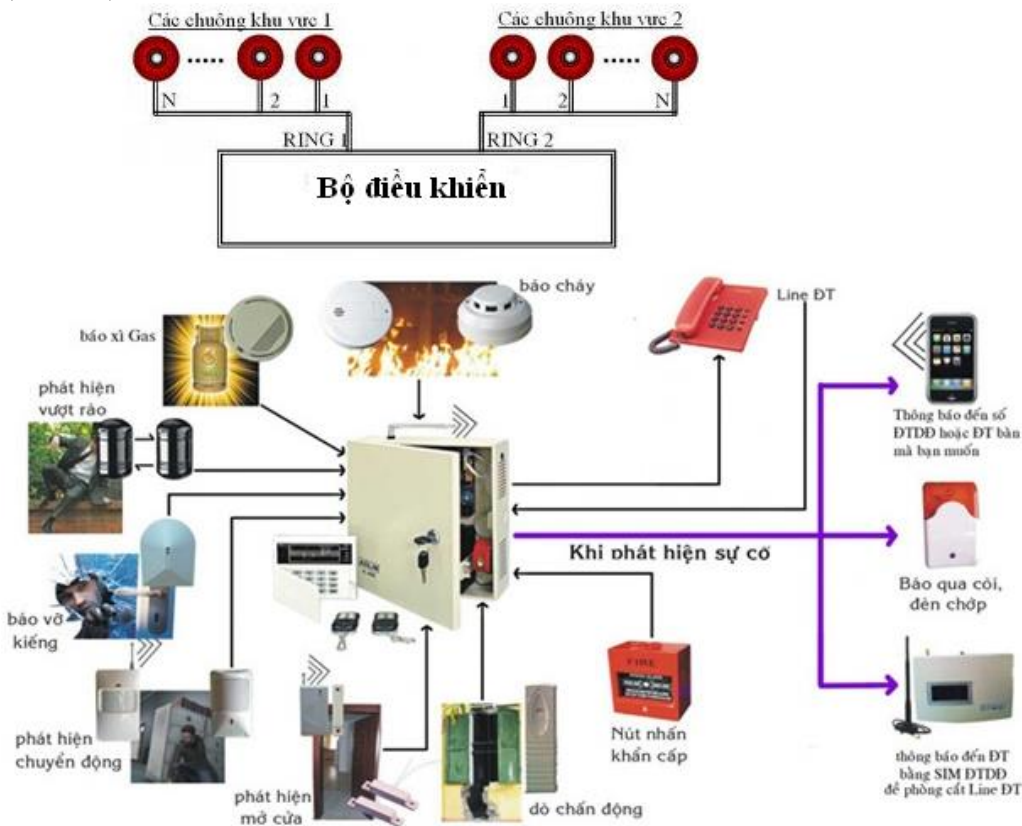 Các chuông khu vực 1
Các chuông khu vực 2
N
2
1
1
2
N
RING 1
RING 2
Bộ điều khiển
báo cháy
Line ĐT
báo xì Gas
phát hiện
vượt rào
Thông báo đến số
ĐTDĐ hoặc ĐT bàn
mà bạn muốn
Khi phát hiện sự cố
Báo qua còi,
đèn chớp
báo vỡ
kiếng
FIRE
Nút nhấn
khẩn cấp
phát hiện
chuyển động
phát hiện
mở cửa
dò chấn động
thông báo đến ĐT
bằng SIM ĐTDĐ
đề phòng cắt Line ĐT